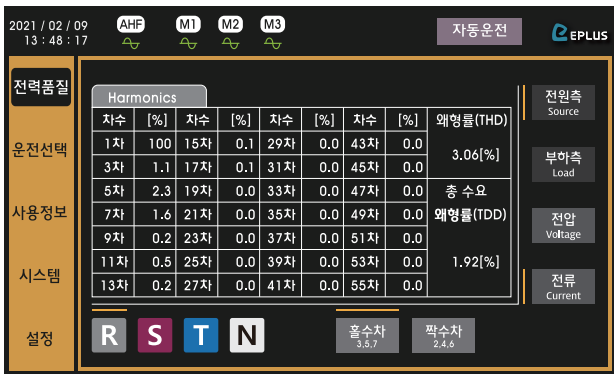 2021 / 02 / 09 AHF M1 M2 M3 자동운전 EPLUS
13 : 48 : 17
전력품질
운전선택
사용정보
시스템
설정
Harmonics
차수 [%] 차수 [%] 차수 [%] 차수 [%] 왜형률(THD)
1차 100 15차 0.1 29차 0.0 43차 0.0
3.06[%]
3차 1.1 17차 0.1 31차 0.0 45차 0.0
5차 2.3 19차 0.0 33차 0.0 47차 0.0 총 수요
7차 1.6 21차 0.0 35차 0.0 49차 0.0 왜형률(TDD)
9차 0.2 23차 0.0 37차 0.0 51차 0.0
11차 0.5 25차 0.0 39차 0.0 53차 0.0 1.92[%]
13차 0.2 27차 0.0 41차 0.0 55차 0.0
전원측
Source
부하측
Load
전압
Voltage
전류
Current
R S T N
홀수차
3,5,7
짝수차
2,4,6